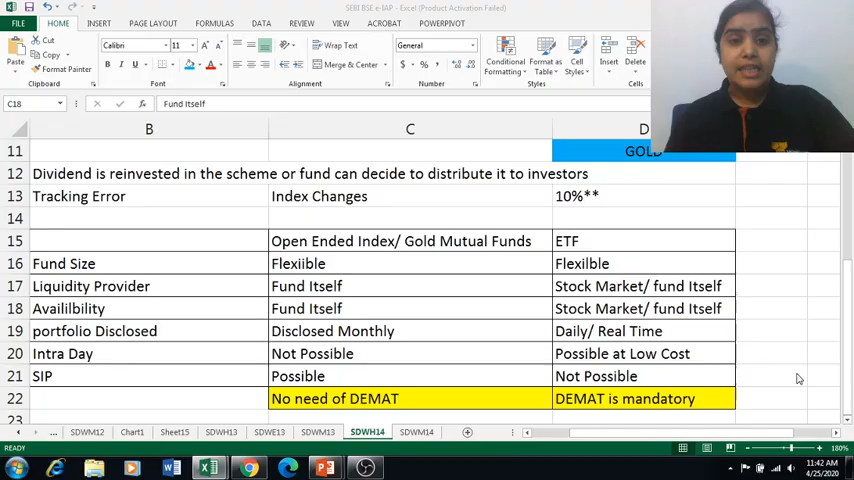 SEBI BSE e-IAP - Excel (Product Activation Failed)
FILE HOME INSERT PAGE LAYOUT FORMULAS DATA REVIEW VIEW ACROBAT POWERPIVOT
Cut
Copy
Format Painter
Paste
Calibri 11
B I U
Wrap Text
Merge & Center
General
$ % ,
Conditional Formatting
Format as Table
Cell Styles
Insert Delete
Clipboard Font Alignment Number Styles
C18 fx Fund Itself
B C D
11 GOLD
12 Dividend is reinvested in the scheme or fund can decide to distribute it to investors
13 Tracking Error Index Changes 10%**
14
15 Open Ended Index/ Gold Mutual Funds ETF
16 Fund Size Flexiible Flexilble
17 Liquidity Provider Fund Itself Stock Market/ fund Itself
18 Availilbility Fund Itself Stock Market/ fund Itself
19 portfolio Disclosed Disclosed Monthly Daily/ Real Time
20 Intra Day Not Possible Possible at Low Cost
21 SIP Possible Not Possible
22 No need of DEMAT DEMAT is mandatory
23
... SDWM12 Chart1 Sheet15 SDWH13 SDWE13 SDWM13 SDWH14 SDWM14
READY 180%
11:42 AM
4/25/2020